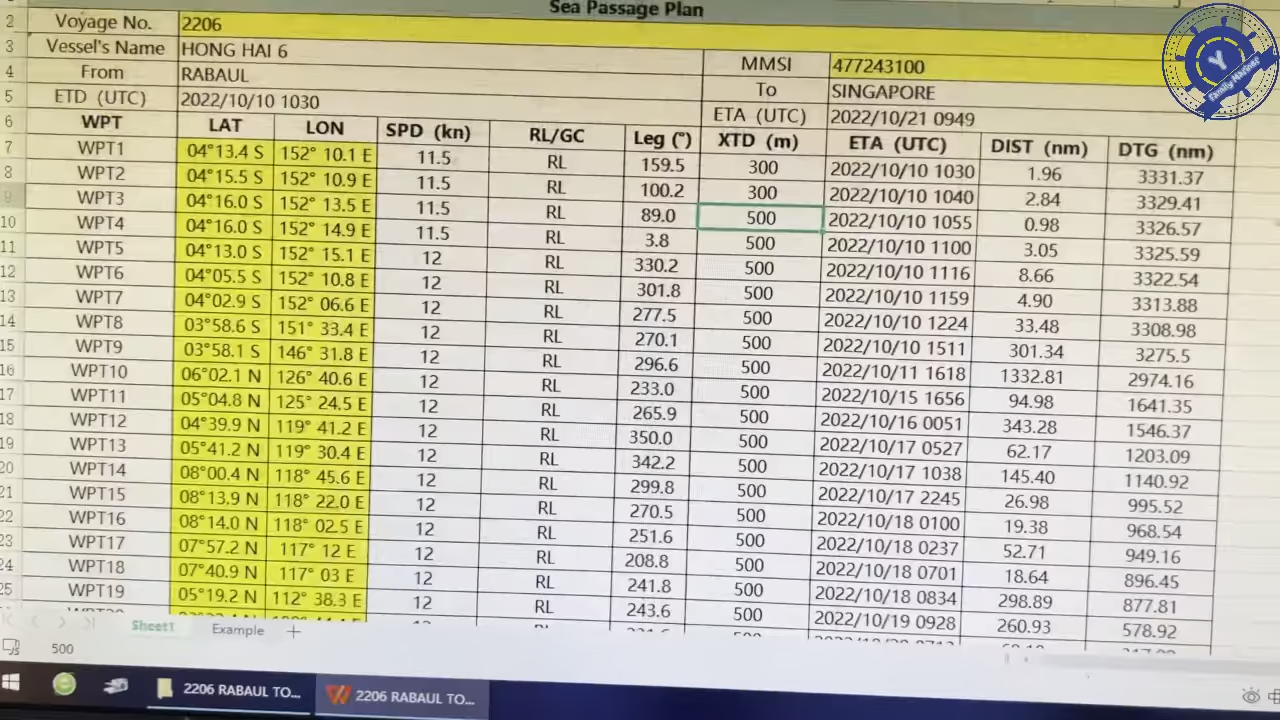 Sea Passage Plan
2 Voyage No. 2206
3 Vessel's Name HONG HAI 6 MMSI 477243100
4 From RABAUL To SINGAPORE
5 ETD (UTC) 2022/10/10 1030 ETA (UTC) 2022/10/21 0949
6 WPT LAT LON SPD (kn) RL/GC Leg (°) XTD (m) ETA (UTC) DIST (nm) DTG (nm)
7 WPT1 04°13.4 S 152° 10.1 E 11.5 RL 159.5 300 2022/10/10 1030 1.96 3331.37
8 WPT2 04°15.5 S 152° 10.9 E 11.5 RL 100.2 300 2022/10/10 1040 2.84 3329.41
9 WPT3 04°16.0 S 152° 13.5 E 11.5 RL 89.0 500 2022/10/10 1055 0.98 3326.57
10 WPT4 04°16.0 S 152° 14.9 E 11.5 RL 3.8 500 2022/10/10 1100 3.05 3325.59
11 WPT5 04°13.0 S 152° 15.1 E 12 RL 330.2 500 2022/10/10 1116 8.66 3322.54
12 WPT6 04°05.5 S 152° 10.8 E 12 RL 301.8 500 2022/10/10 1159 4.90 3313.88
13 WPT7 04°02.9 S 152° 06.6 E 12 RL 277.5 500 2022/10/10 1224 33.48 3308.98
14 WPT8 03°58.6 S 151° 33.4 E 12 RL 270.1 500 2022/10/10 1511 301.34 3275.5
15 WPT9 03°58.1 S 146° 31.8 E 12 RL 296.6 500 2022/10/11 1618 1332.81 2974.16
16 WPT10 06°02.1 N 126° 40.6 E 12 RL 233.0 500 2022/10/15 1656 94.98 1641.35
17 WPT11 05°04.8 N 125° 24.5 E 12 RL 265.9 500 2022/10/16 0051 343.28 1546.37
18 WPT12 04°39.9 N 119° 41.2 E 12 RL 350.0 500 2022/10/17 0527 62.17 1203.09
19 WPT13 05°41.2 N 119° 30.4 E 12 RL 342.2 500 2022/10/17 1038 145.40 1140.92
20 WPT14 08°00.4 N 118° 45.6 E 12 RL 299.8 500 2022/10/17 2245 26.98 995.52
21 WPT15 08°13.9 N 118° 22.0 E 12 RL 270.5 500 2022/10/18 0100 19.38 968.54
22 WPT16 08°14.0 N 118° 02.5 E 12 RL 251.6 500 2022/10/18 0237 52.71 949.16
23 WPT17 07°57.2 N 117° 12 E 12 RL 208.8 500 2022/10/18 0701 18.64 896.45
24 WPT18 07°40.9 N 117° 03 E 12 RL 241.8 500 2022/10/18 0834 298.89 877.81
25 WPT19 05°19.2 N 112° 38.3 E 12 RL 243.6 500 2022/10/19 0928 260.93 578.92
Sheet1 Example +
500
2206 RABAUL TO... 2206 RABAUL TO...
Y
Family Mariner